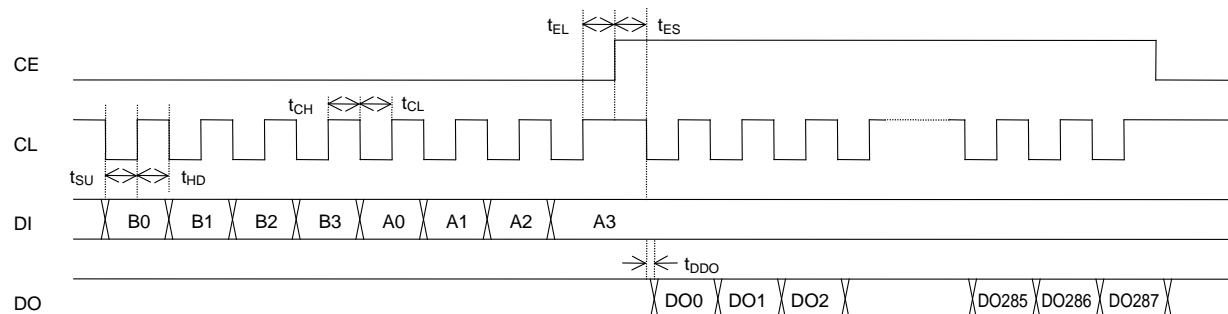 tEL tES
CE
tCH tCL
CL
tSU tHD
DI B0 B1 B2 B3 A0 A1 A2 A3
tDDO
DO DO0 DO1 DO2 DO285 DO286 DO287